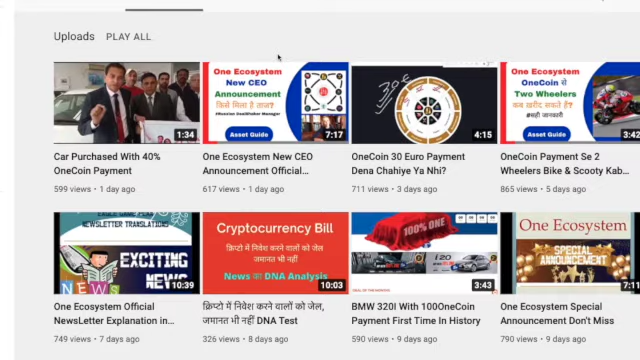 Uploads PLAY ALL
1:34
One Ecosystem
New CEO
Announcement
किसे मिला है ताज?
Asset Guide
7:17
4:15
One Ecosystem
OneCoin से
Two Wheelers
कब खरीद सकते हैं?
#सही जानकारी
Asset Guide
3:42
Car Purchased With 40%
OneCoin Payment
599 views • 1 day ago
One Ecosystem New CEO
Announcement Official...
617 views • 1 day ago
OneCoin 30 Euro Payment
Dena Chahiye Ya Nhi?
711 views • 3 days ago
OneCoin Payment Se 2
Wheelers Bike & Scooty Kab...
865 views • 5 days ago
NEWSLETTER TRANSLATIONS
EXCITING
NEWS
10:39
Cryptocurrency Bill
क्रिप्टो में निवेश करने वालों को जेल
जमानत भी नहीं
News का DNA Analysis
10:03
100% ONE
3:43
One Ecosystem
SPECIAL
ANNOUNCEMENT
7:11
One Ecosystem Official
NewsLetter Explanation in...
749 views • 7 days ago
क्रिप्टो में निवेश करने वालों को जेल,
जमानत भी नहीं DNA Test
326 views • 8 days ago
BMW 320I With 100OneCoin
Payment First Time In History
590 views • 9 days ago
One Ecosystem Special
Announcement Don't Miss
790 views • 9 days ago